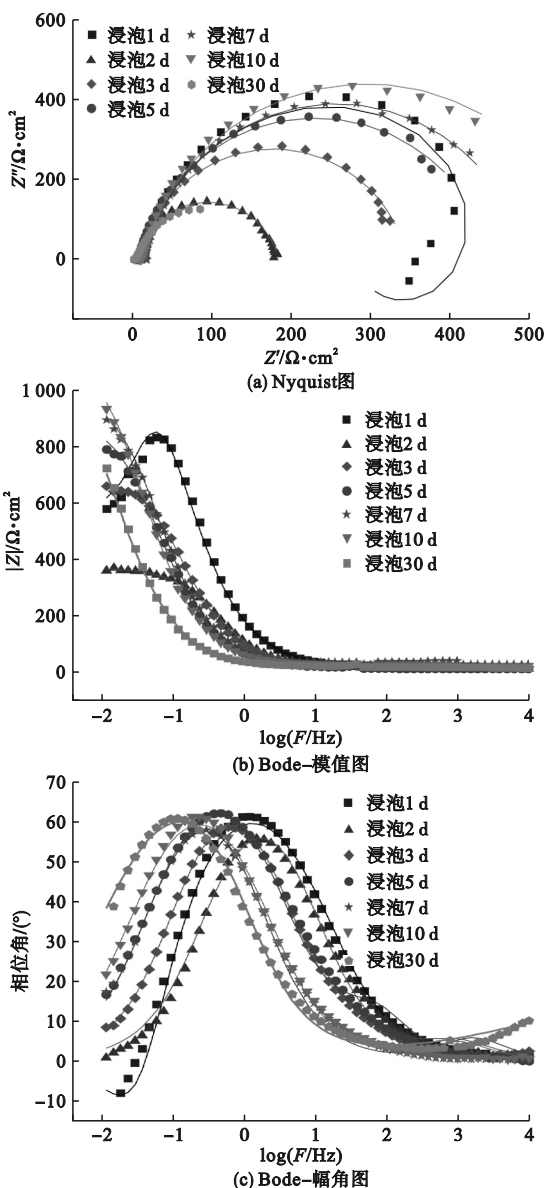 600
400
200
0
Z″/Ω·cm²
浸泡1 d
浸泡2 d
浸泡3 d
浸泡5 d
浸泡7 d
浸泡10 d
浸泡30 d
0 100 200 300 400 500
Z′/Ω·cm²
(a) Nyquist图
1 000
800
600
400
200
0
|Z|/Ω·cm²
浸泡1 d
浸泡2 d
浸泡3 d
浸泡5 d
浸泡7 d
浸泡10 d
浸泡30 d
−2 −1 0 1 2 3 4
log(F/Hz)
(b) Bode−模值图
70
60
50
40
30
20
10
0
−10
相位角/(°)
浸泡1 d
浸泡2 d
浸泡3 d
浸泡5 d
浸泡7 d
浸泡10 d
浸泡30 d
−2 −1 0 1 2 3 4
log(F/Hz)
(c) Bode−幅角图